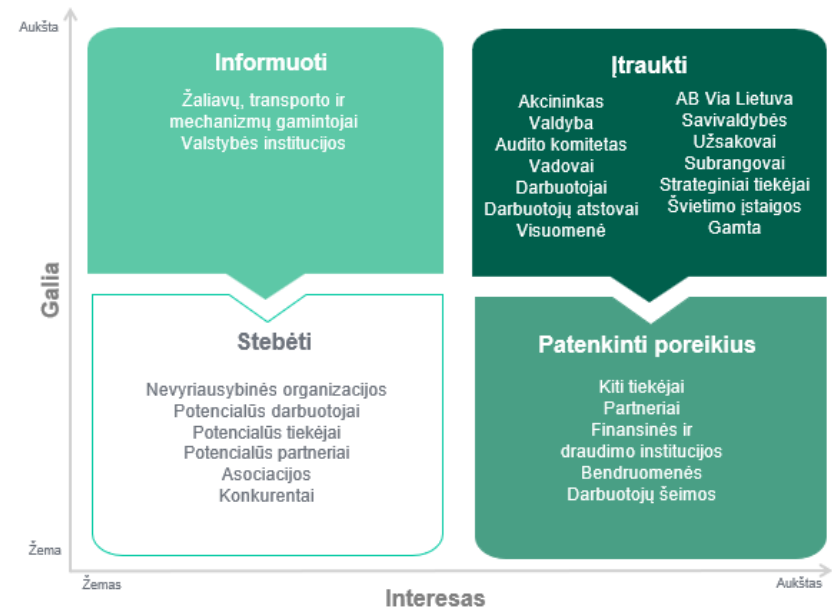 Aukšta
Informuoti
Žaliavų, transporto ir
mechanizmų gamintojai
Valstybės institucijos
Įtraukti
Akcininkas
Valdyba
Audito komitetas
Vadovai
Darbuotojai
Darbuotojų atstovai
Visuomenė
AB Via Lietuva
Savivaldybės
Užsakovai
Subrangovai
Strateginiai tiekėjai
Švietimo įstaigos
Gamta
Galia
Stebėti
Nevyriausybinės organizacijos
Potencialūs darbuotojai
Potencialūs tiekėjai
Potencialūs partneriai
Asociacijos
Konkurentai
Patenkinti poreikius
Kiti tiekėjai
Partneriai
Finansinės ir
draudimo institucijos
Bendruomenės
Darbuotojų šeimos
Žema
Žemas
Interesas
Aukštas